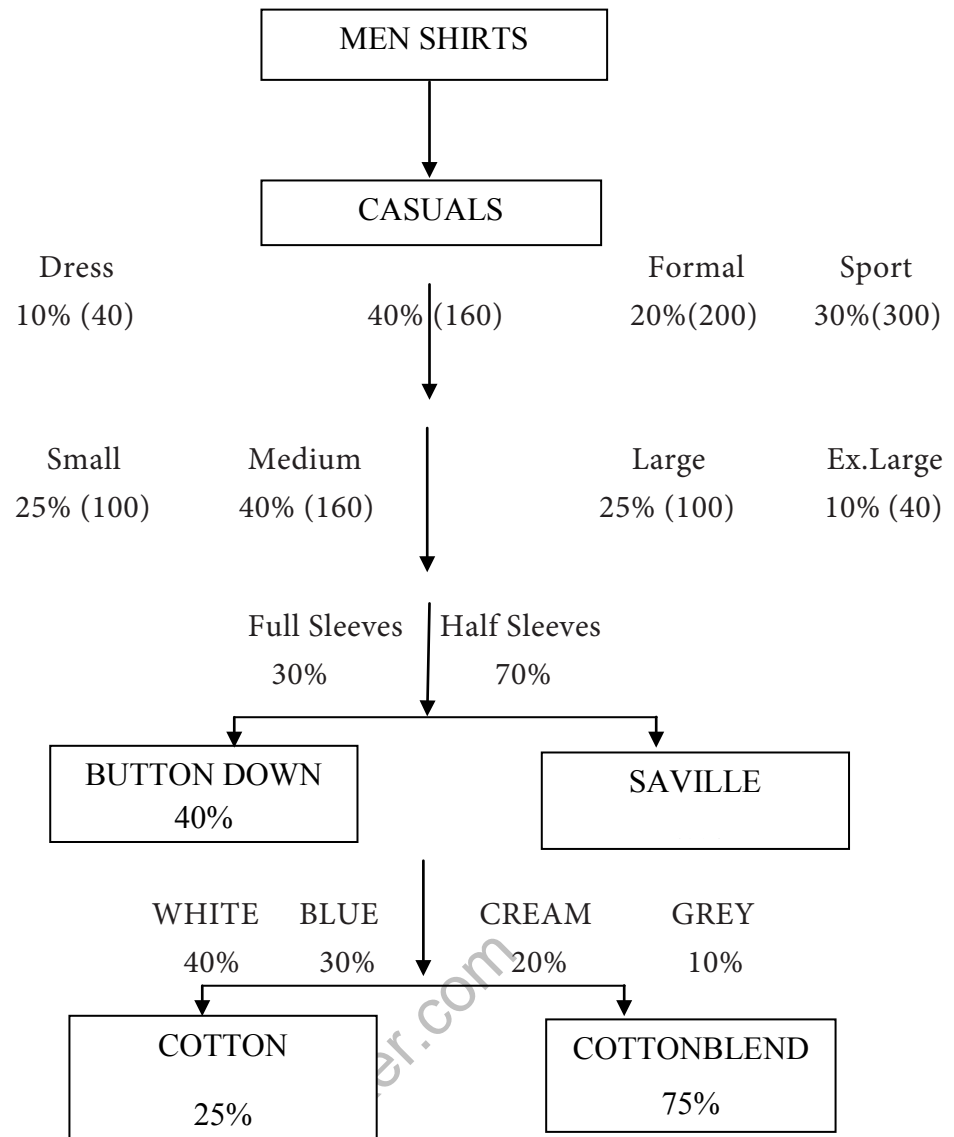 MEN SHIRTS
CASUALS
Dress Formal Sport
10% (40) 40% (160) 20%(200) 30%(300)
Small Medium Large Ex.Large
25% (100) 40% (160) 25% (100) 10% (40)
Full Sleeves Half Sleeves
30% 70%
BUTTON DOWN SAVILLE
40%
WHITE BLUE CREAM GREY
40% 30% 20% 10%
COTTON COTTONBLEND
25% 75%
er.com